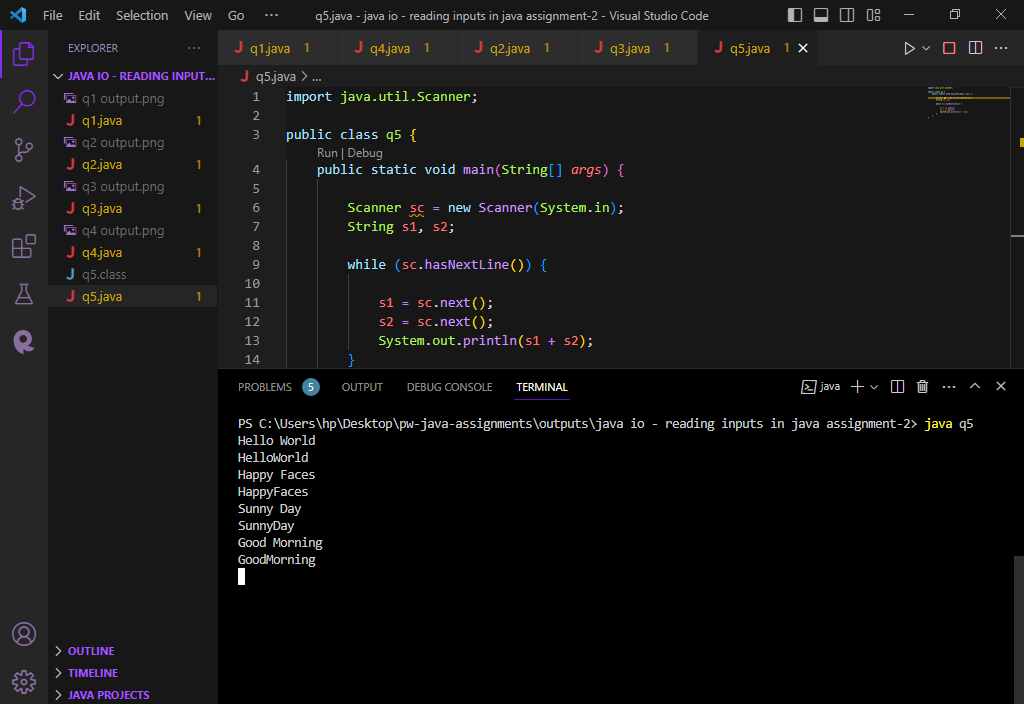 File Edit Selection View Go ··· q5.java - java io - reading inputs in java assignment-2 - Visual Studio Code
EXPLORER ···
JAVA IO - READING INPUT...
q1 output.png
q1.java 1
q2 output.png
q2.java 1
q3 output.png
q3.java 1
q4 output.png
q4.java 1
q5.class
q5.java 1
OUTLINE
TIMELINE
JAVA PROJECTS
q1.java 1 q4.java 1 q2.java 1 q3.java 1 q5.java 1
q5.java > ...
1 import java.util.Scanner;
2
3 public class q5 {
Run | Debug
4 public static void main(String[] args) {
5
6 Scanner sc = new Scanner(System.in);
7 String s1, s2;
8
9 while (sc.hasNextLine()) {
10
11 s1 = sc.next();
12 s2 = sc.next();
13 System.out.println(s1 + s2);
14 }
PROBLEMS 5 OUTPUT DEBUG CONSOLE TERMINAL java
PS C:\Users\hp\Desktop\pw-java-assignments\outputs\java io - reading inputs in java assignment-2> java q5
Hello World
HelloWorld
Happy Faces
HappyFaces
Sunny Day
SunnyDay
Good Morning
GoodMorning